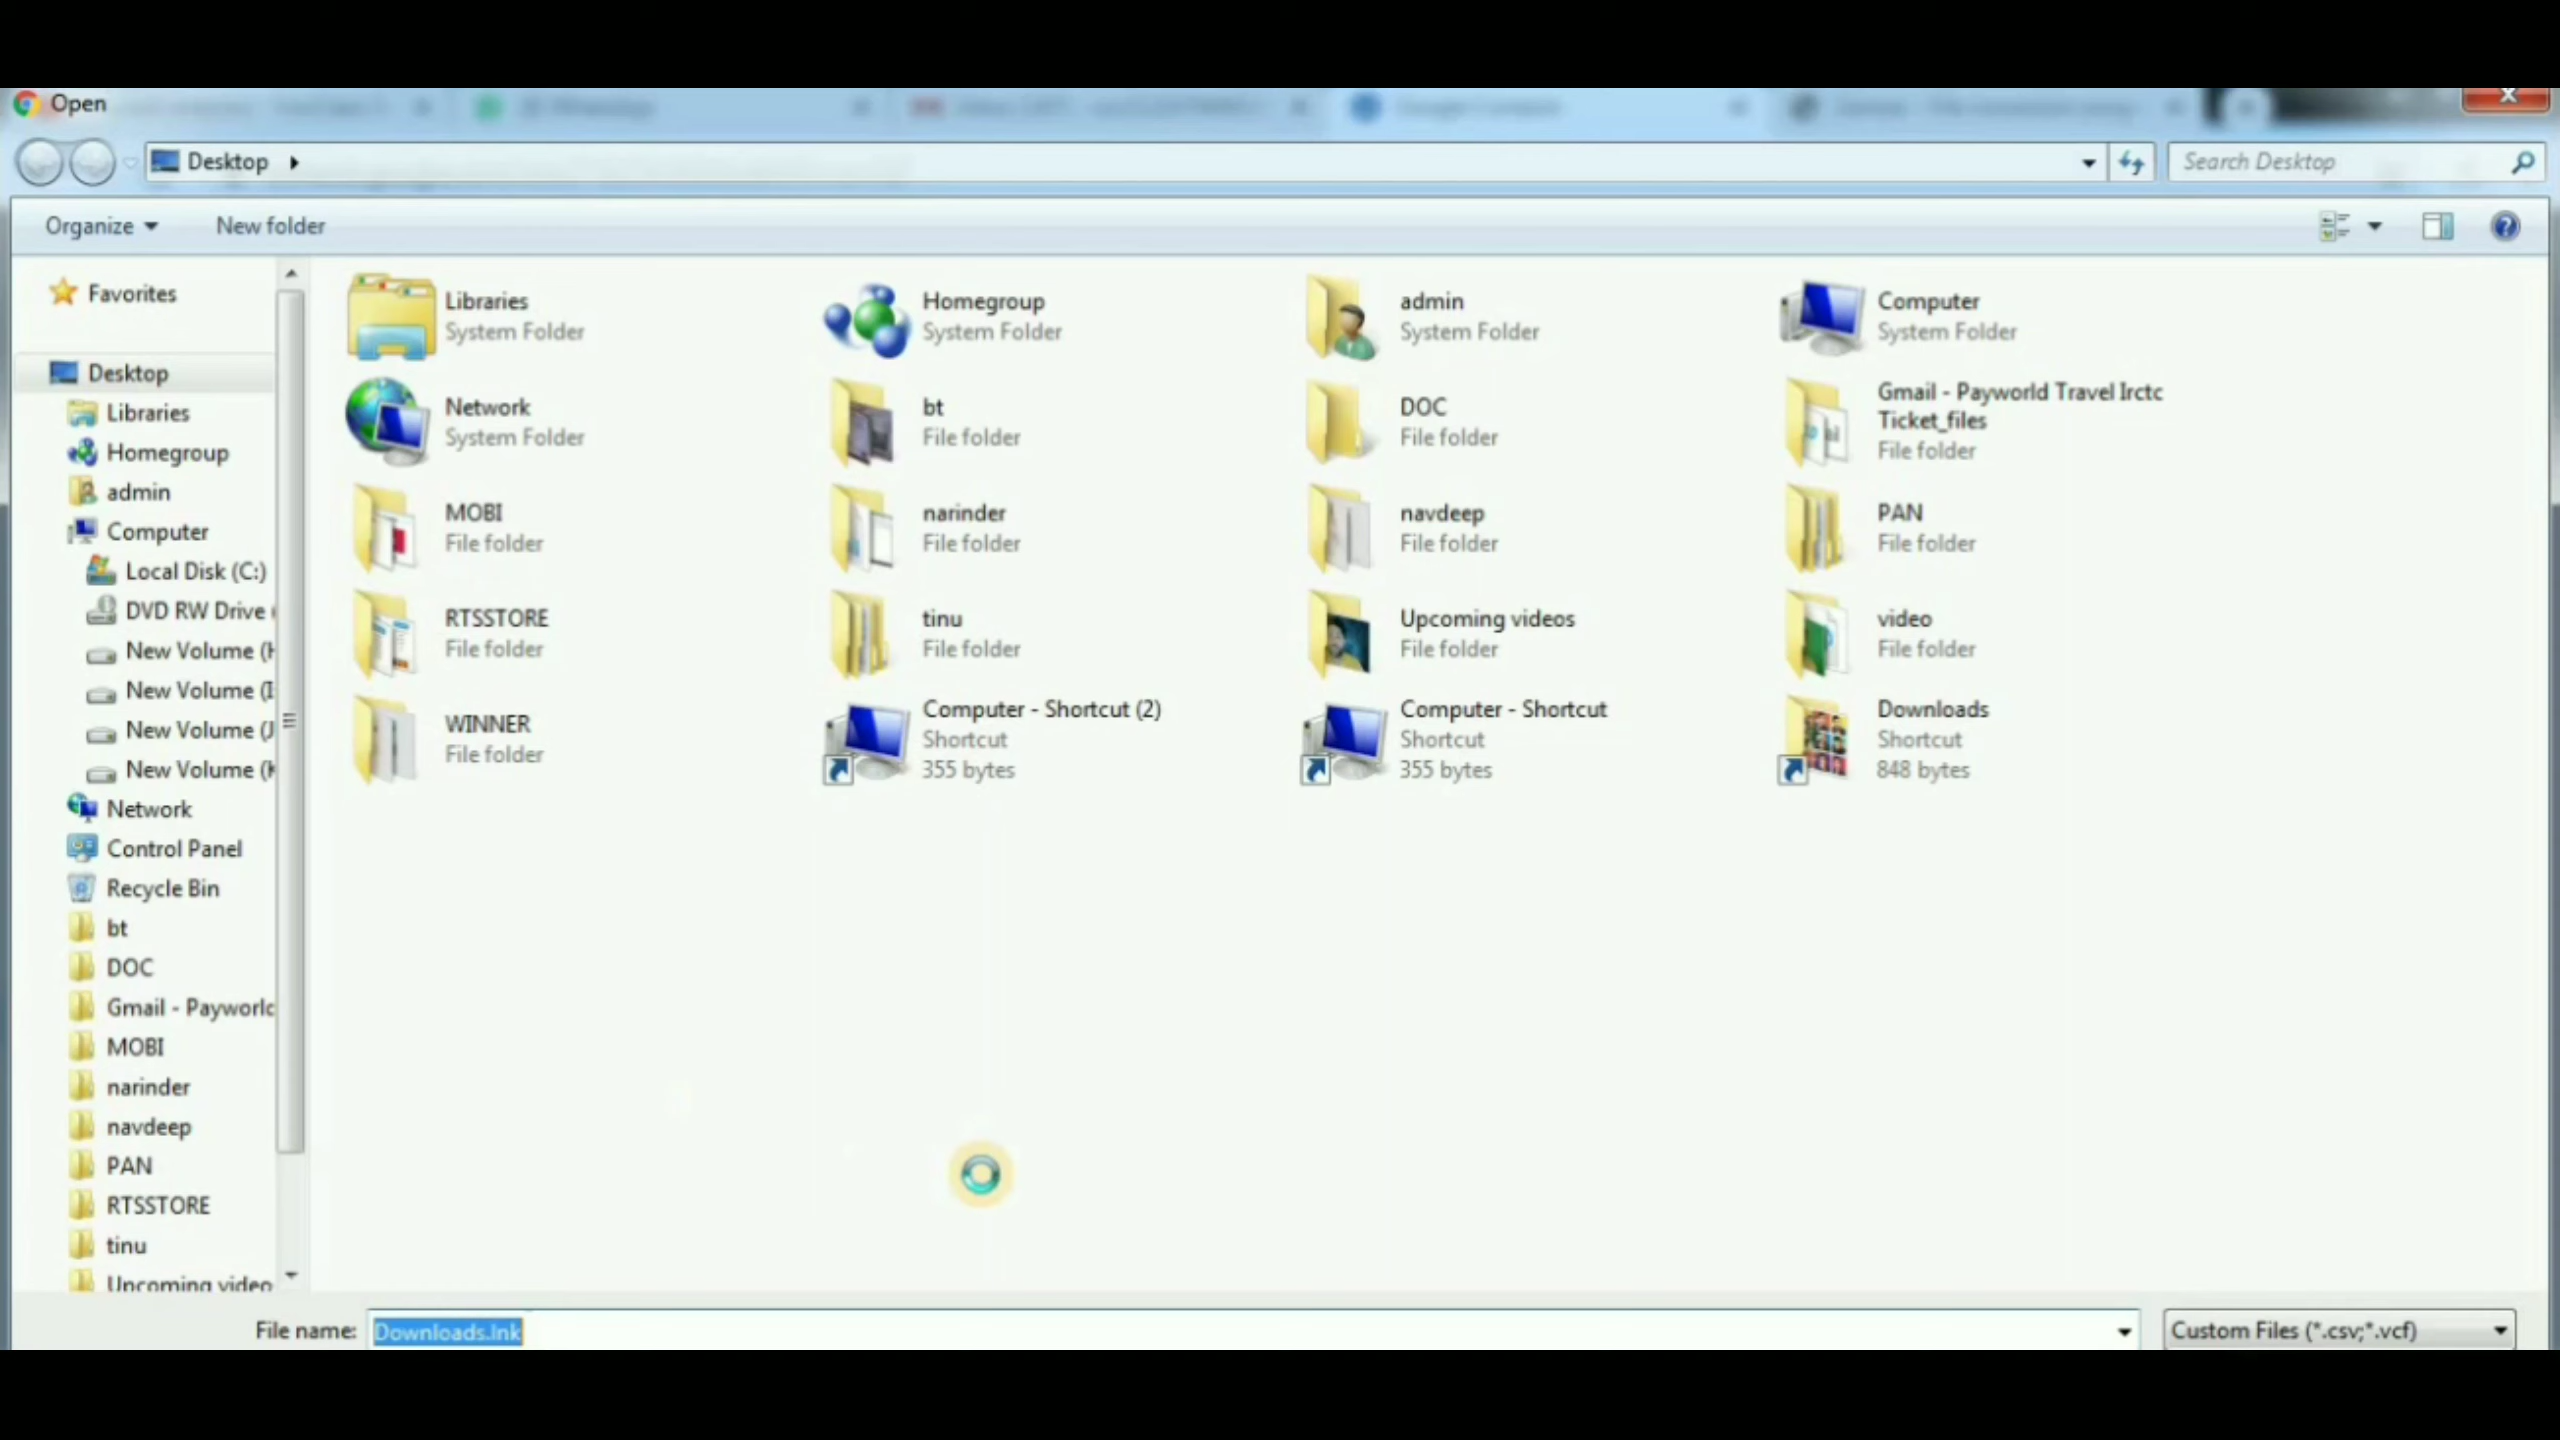 Open
Desktop
Search Desktop
Organize
New folder
Favorites
Desktop
Libraries
Homegroup
admin
Computer
Local Disk (C:)
DVD RW Drive
New Volume (H
New Volume (I
New Volume (J
New Volume (K
Network
Control Panel
Recycle Bin
bt
DOC
Gmail - Payworld
MOBI
narinder
navdeep
PAN
RTSSTORE
tinu
Upcoming video
Libraries
System Folder
Homegroup
System Folder
admin
System Folder
Computer
System Folder
Network
System Folder
bt
File folder
DOC
File folder
Gmail - Payworld Travel Irctc
Ticket_files
File folder
MOBI
File folder
narinder
File folder
navdeep
File folder
PAN
File folder
RTSSTORE
File folder
tinu
File folder
Upcoming videos
File folder
video
File folder
WINNER
File folder
Computer - Shortcut (2)
Shortcut
355 bytes
Computer - Shortcut
Shortcut
355 bytes
Downloads
Shortcut
848 bytes
File name:
Downloads.lnk
Custom Files (*.csv;*.vcf)